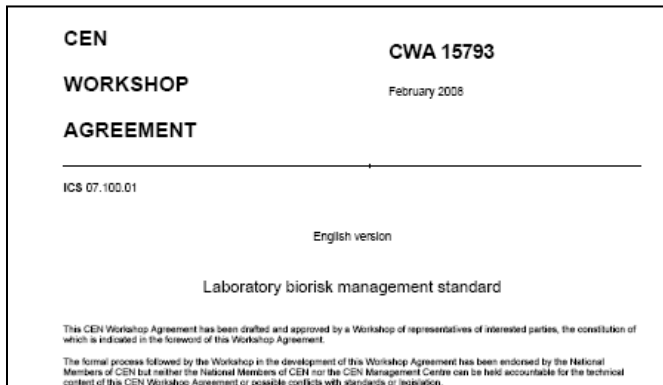 CEN
CWA 15793
WORKSHOP
February 2008
AGREEMENT
ICS 07.100.01
English version
Laboratory biorisk management standard
This CEN Workshop Agreement has been drafted and approved by a Workshop of representatives of interested parties, the constitution of
which is indicated in the foreword of this Workshop Agreement.
The formal process followed by the Workshop in the development of this Workshop Agreement has been endorsed by the National
Members of CEN but neither the National Members of CEN nor the CEN Management Centre can be held accountable for the technical
content of this CEN Workshop Agreement or possible conflicts with standards or legislation.